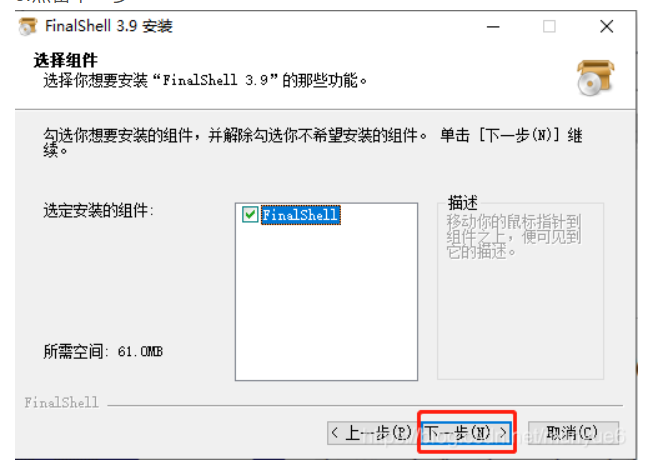 FinalShell 3.9 安装
选择组件
选择你想要安装“FinalShell 3.9”的那些功能。
勾选你想要安装的组件，并解除勾选你不希望安装的组件。 单击 [下一步(N)] 继
续。
选定安装的组件:
FinalShell
描述
移动你的鼠标指针到
组件之上，便可见到
它的描述。
所需空间: 61.0MB
FinalShell
< 上一步(P)
下一步(N) >
取消(C)